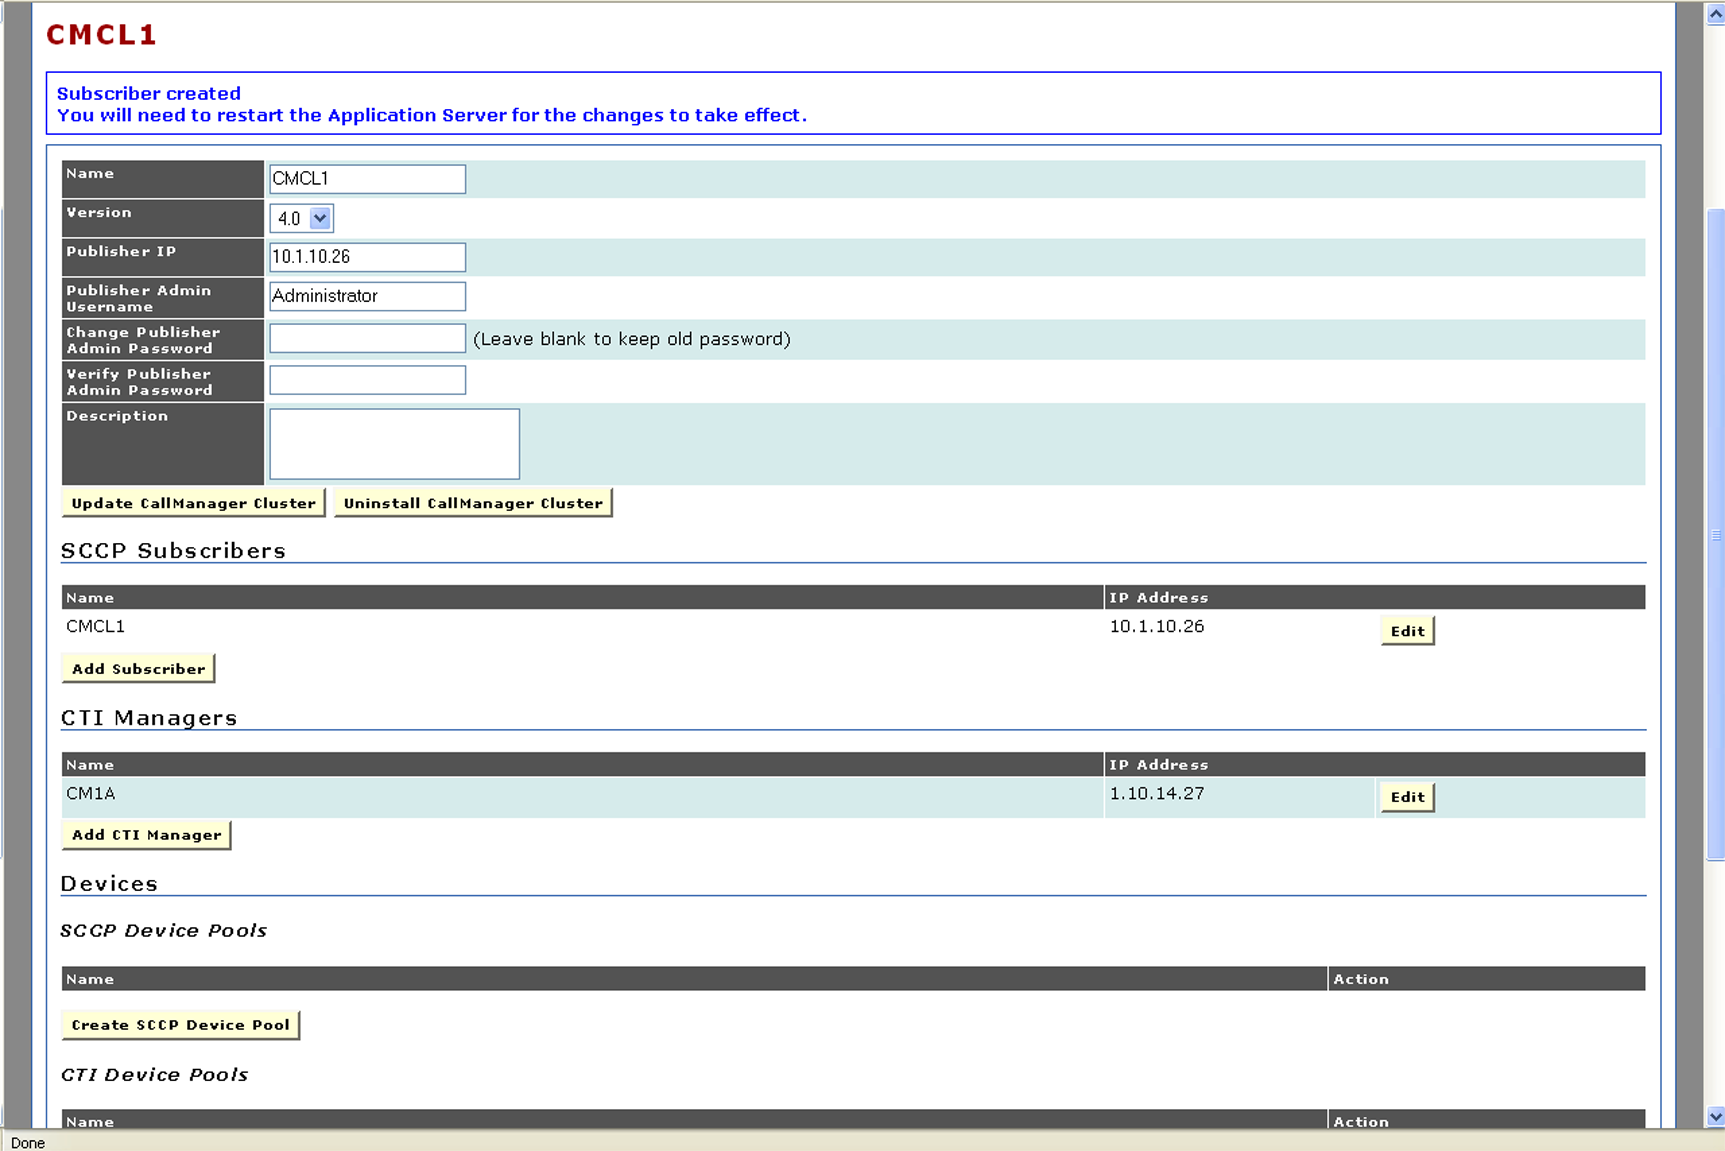 CMCL1
Subscriber created
You will need to restart the Application Server for the changes to take effect.
Name
CMCL1
Version
4.0
Publisher IP
10.1.10.26
Publisher Admin
Username
Administrator
Change Publisher
Admin Password
(Leave blank to keep old password)
Verify Publisher
Admin Password
Description
Update CallManager Cluster Uninstall CallManager Cluster
SCCP Subscribers
Name IP Address
CMCL1 10.1.10.26 Edit
Add Subscriber
CTI Managers
Name IP Address
CM1A 1.10.14.27 Edit
Add CTI Manager
Devices
SCCP Device Pools
Name Action
Create SCCP Device Pool
CTI Device Pools
Name Action
Done